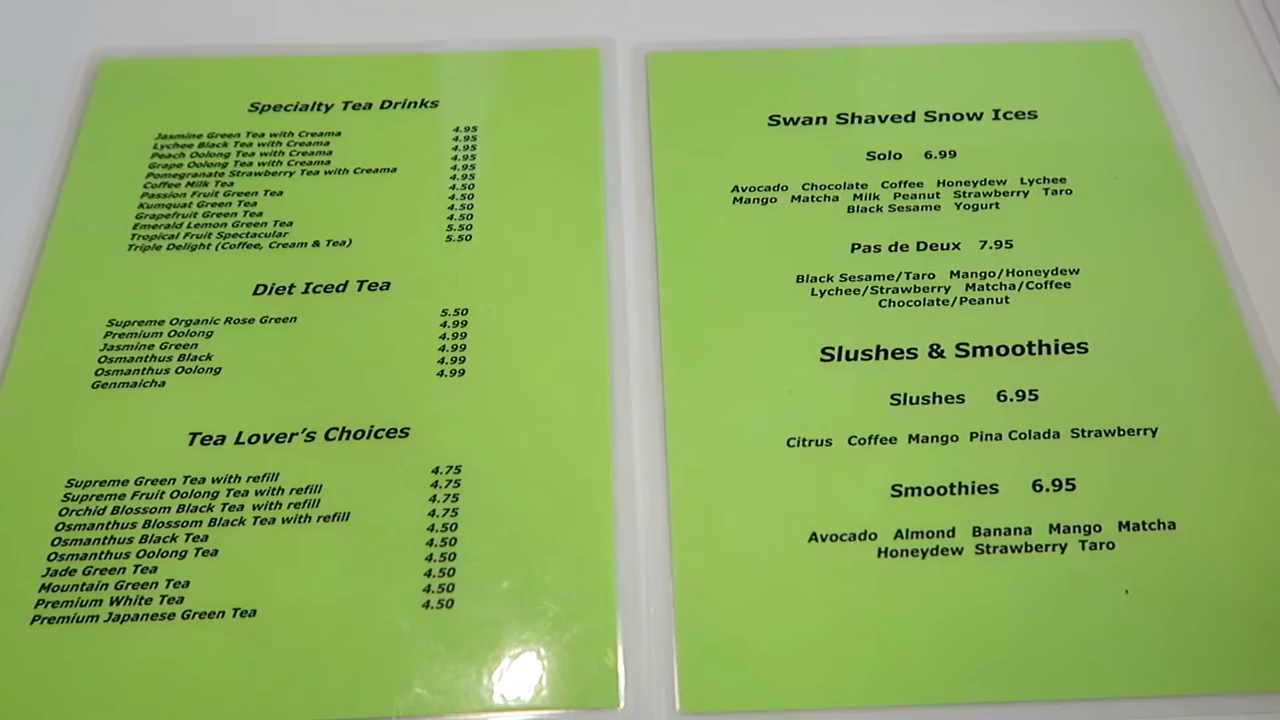 Specialty Tea Drinks
Jasmine Green Tea with Creama 4.95
Lychee Black Tea with Creama 4.95
Peach Oolong Tea with Creama 4.95
Grape Oolong Tea with Creama 4.95
Pomegranate Strawberry Tea with Creama 4.95
Coffee Milk Tea 4.95
Passion Fruit Green Tea 4.50
Kumquat Green Tea 4.50
Grapefruit Green Tea 4.50
Emerald Lemon Green Tea 4.50
Tropical Fruit Spectacular 5.50
Triple Delight (Coffee, Cream & Tea) 5.50
Diet Iced Tea
Supreme Organic Rose Green 5.50
Premium Oolong 4.99
Jasmine Green 4.99
Osmanthus Black 4.99
Osmanthus Oolong 4.99
Genmaicha 4.99
Tea Lover's Choices
Supreme Green Tea with refill 4.75
Supreme Fruit Oolong Tea with refill 4.75
Orchid Blossom Black Tea with refill 4.75
Osmanthus Blossom Black Tea with refill 4.75
Osmanthus Black Tea 4.50
Osmanthus Oolong Tea 4.50
Jade Green Tea 4.50
Mountain Green Tea 4.50
Premium White Tea 4.50
Premium Japanese Green Tea 4.50
Swan Shaved Snow Ices
Solo 6.99
Avocado Chocolate Coffee Honeydew Lychee
Mango Matcha Milk Peanut Strawberry Taro
Black Sesame Yogurt
Pas de Deux 7.95
Black Sesame/Taro Mango/Honeydew
Lychee/Strawberry Matcha/Coffee
Chocolate/Peanut
Slushes & Smoothies
Slushes 6.95
Citrus Coffee Mango Pina Colada Strawberry
Smoothies 6.95
Avocado Almond Banana Mango Matcha
Honeydew Strawberry Taro